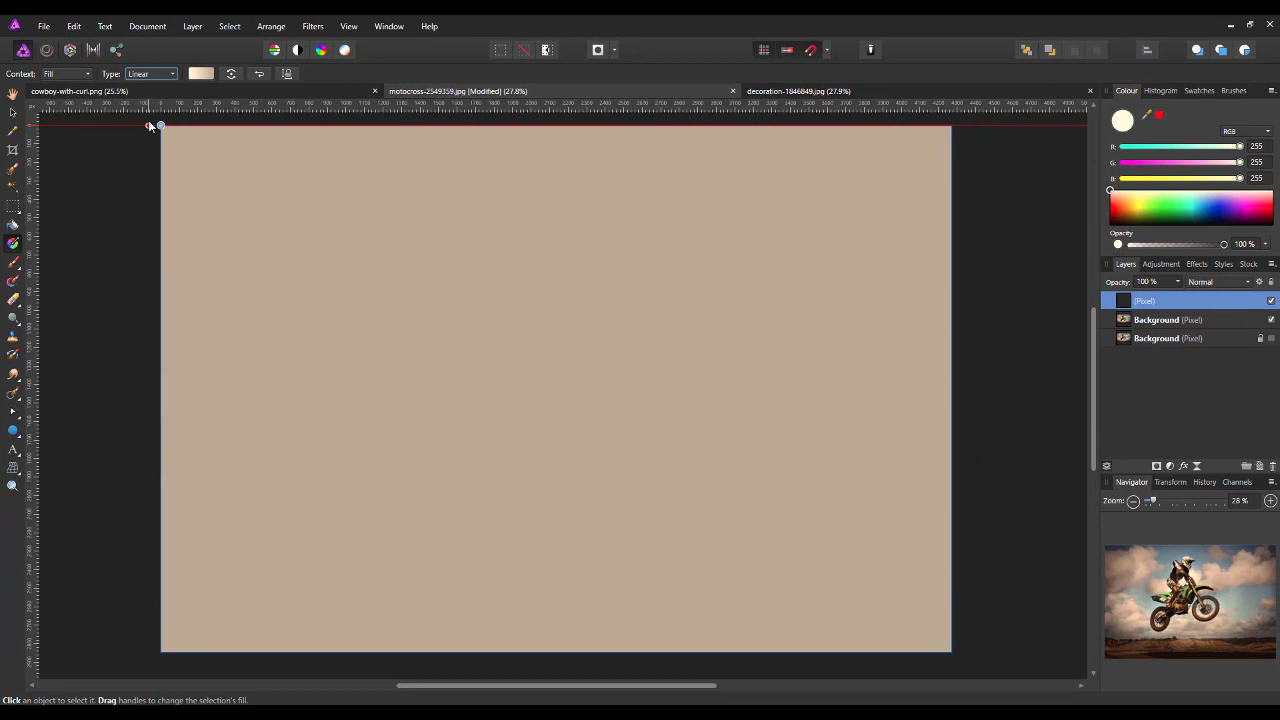 File Edit Text Document Layer Select Arrange Filters View Window Help
Context: Fill Type: Linear
cowboy-with-curl.png (25.5%) motocross-2549359.jpg [Modified] (27.8%) decoration-1846849.jpg (27.9%)
Colour Histogram Swatches Brushes
RGB
R: 255
G: 255
B: 255
Opacity
100 %
Layers Adjustment Effects Styles Stock
Opacity: 100 % Normal
(Pixel)
Background (Pixel)
Background (Pixel)
Navigator Transform History Channels
Zoom: 28 %
Click an object to select it. Drag handles to change the selection's fill.